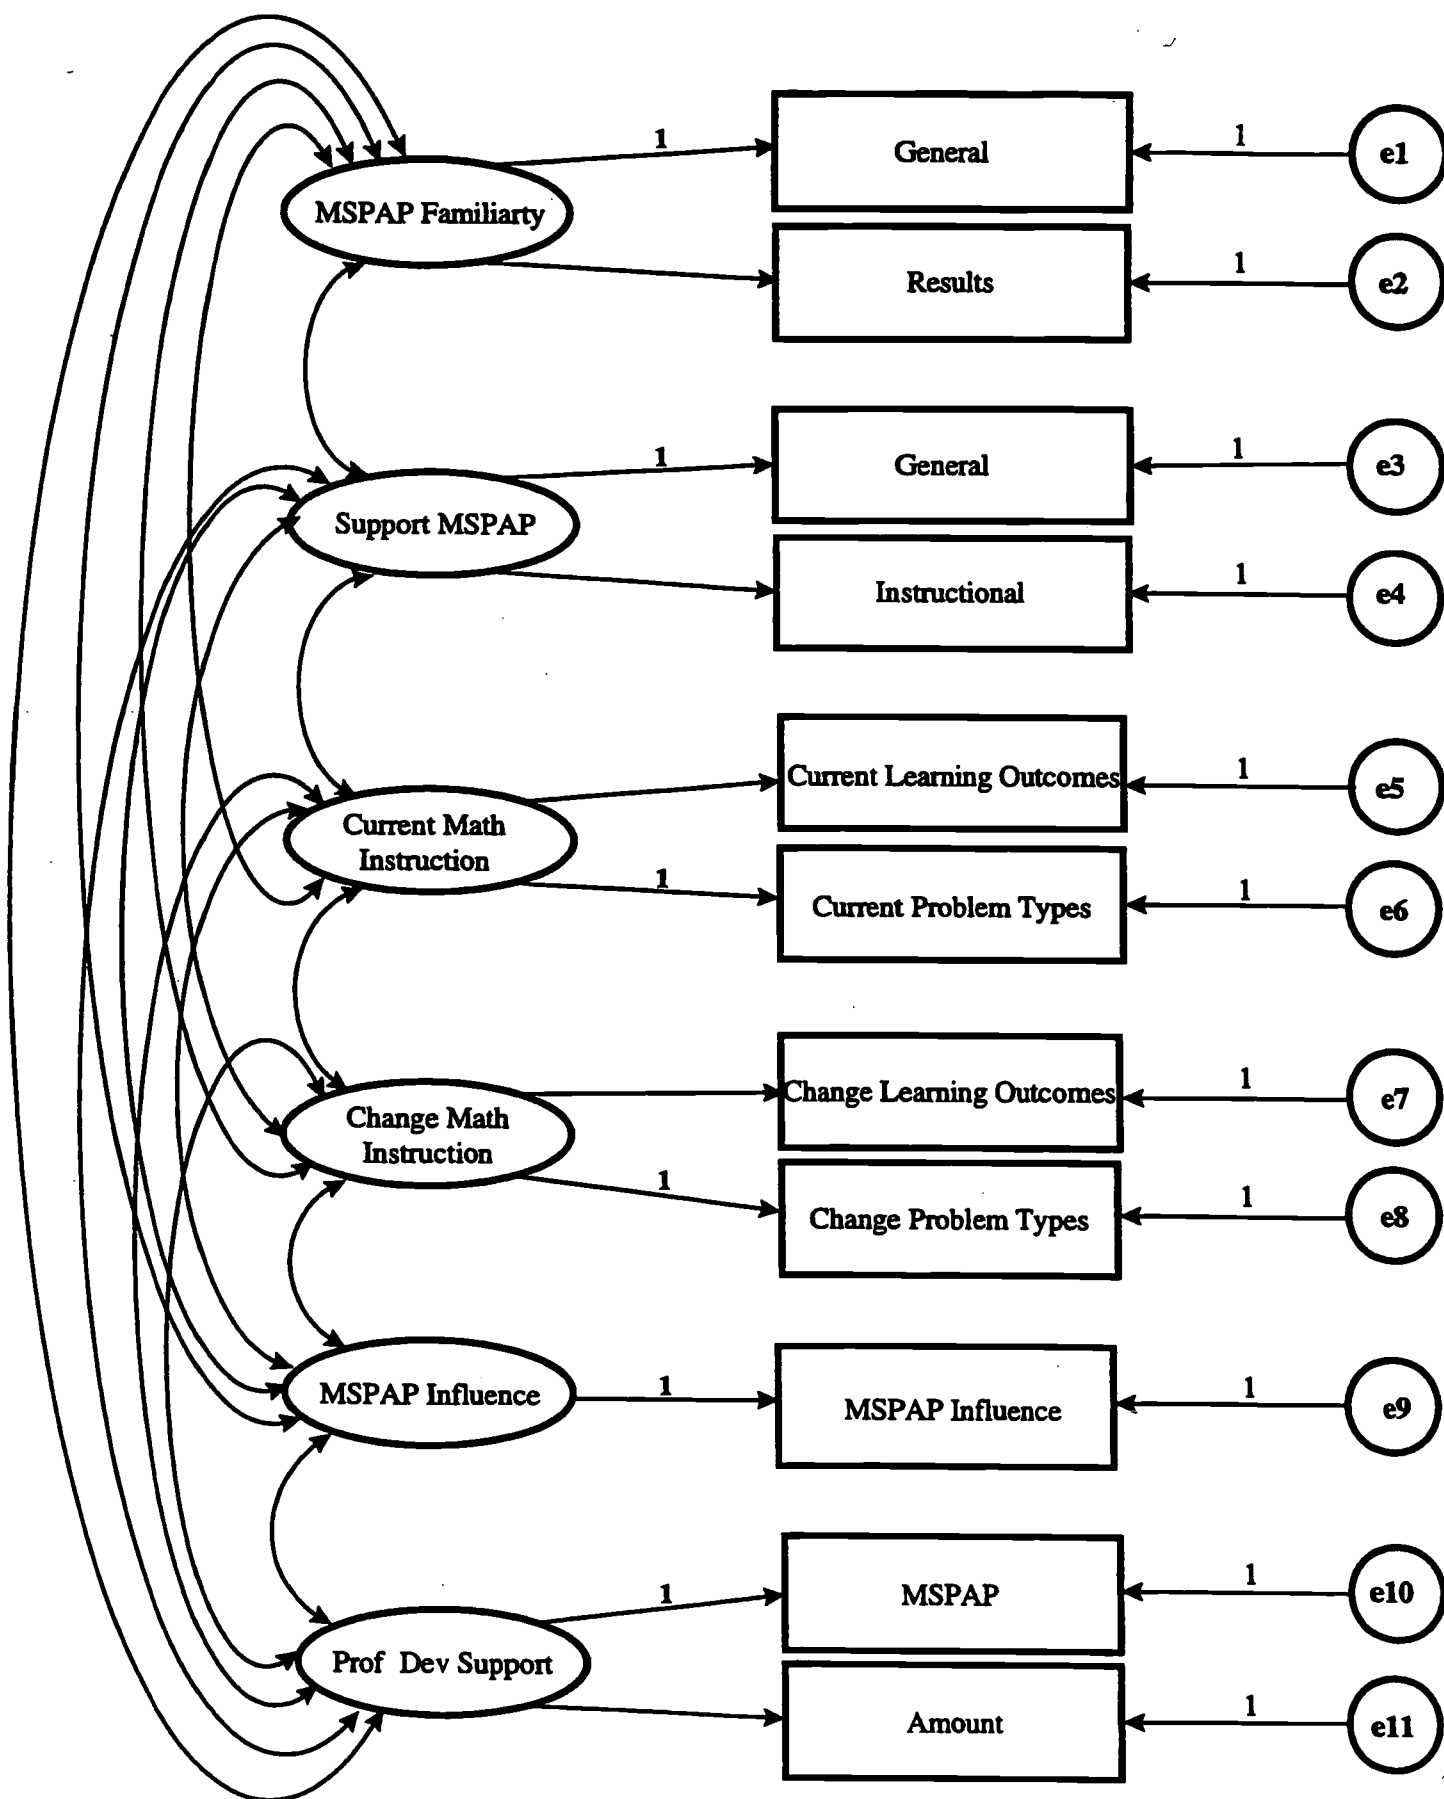 1
General
1
e1
MSPAP Familiarty
Results
1
e2
1
General
1
e3
Support MSPAP
Instructional
1
e4
Current Learning Outcomes
1
e5
Current Math
Instruction
1
Current Problem Types
1
e6
Change Learning Outcomes
1
e7
Change Math
Instruction
1
Change Problem Types
1
e8
MSPAP Influence
1
MSPAP Influence
1
e9
1
MSPAP
1
e10
Prof Dev Support
Amount
1
e11